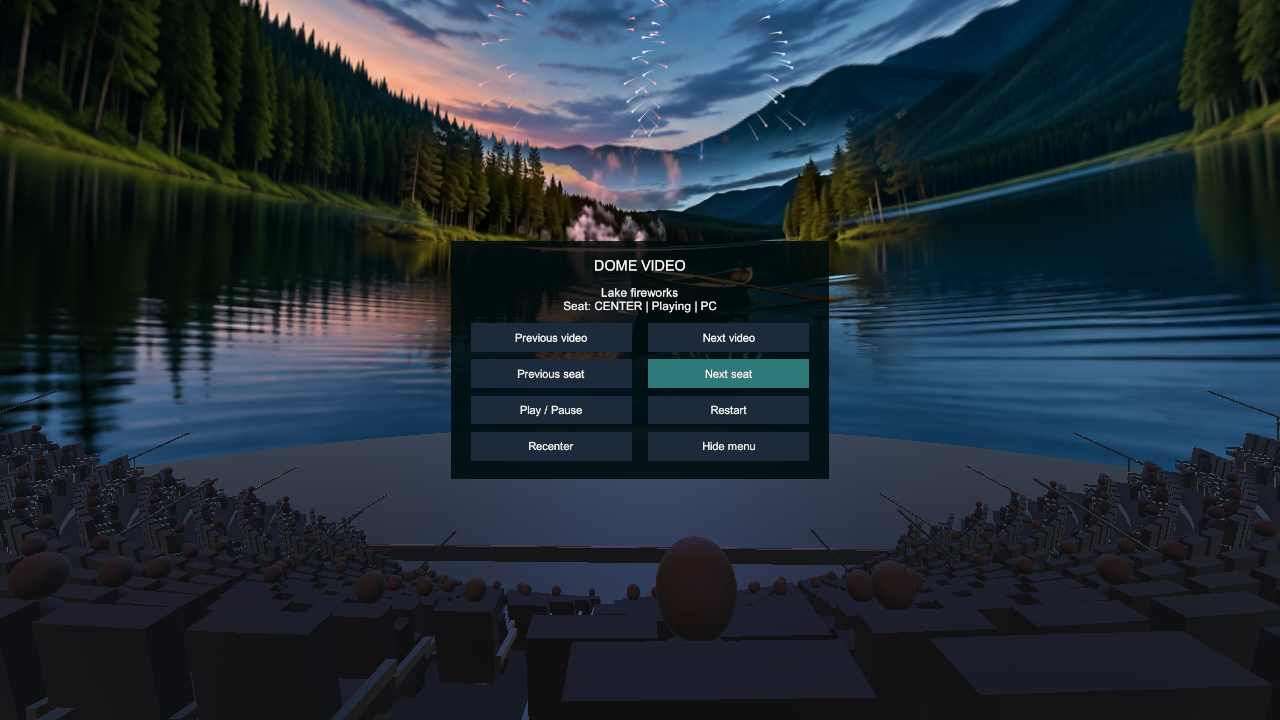 DOME VIDEO
Lake fireworks
Seat: CENTER | Playing | PC
Previous video
Next video
Previous seat
Next seat
Play / Pause
Restart
Recenter
Hide menu